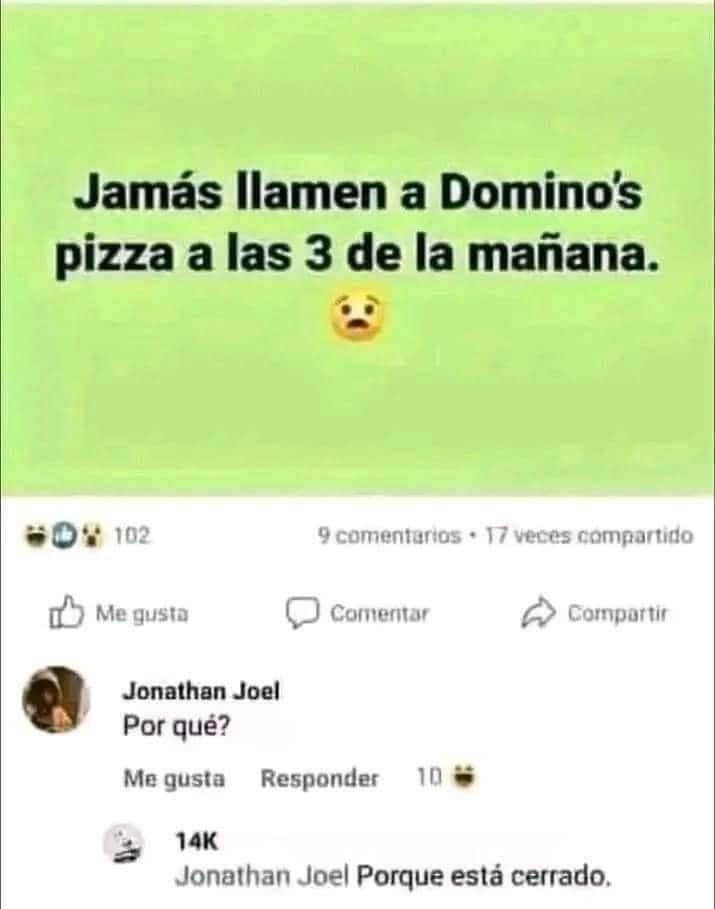 Jamás llamen a Domino's
pizza a las 3 de la mañana.
102
9 comentarios • 17 veces compartido
Me gusta
Comentar
Compartir
Jonathan Joel
Por qué?
Me gusta Responder 10
14K
Jonathan Joel Porque está cerrado.